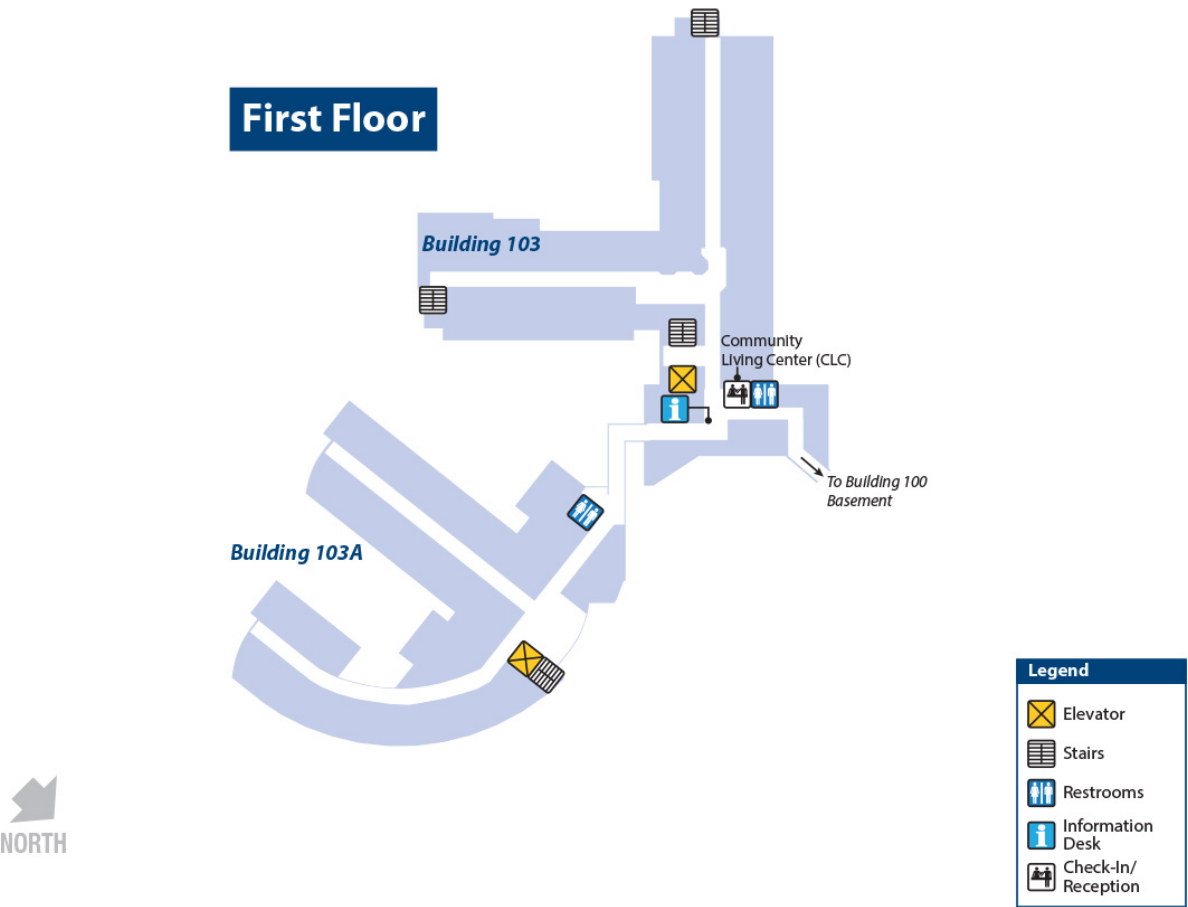 First Floor
Building 103
Community
Living Center (CLC)
To Building 100
Basement
Building 103A
NORTH
Legend
Elevator
Stairs
Restrooms
Information
Desk
Check-In/
Reception